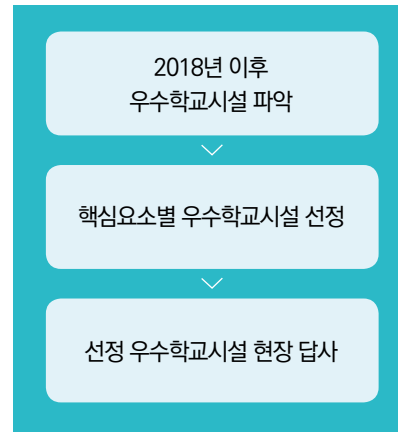 2018년 이후
우수학교시설 파악
핵심요소별 우수학교시설 선정
선정 우수학교시설 현장 답사